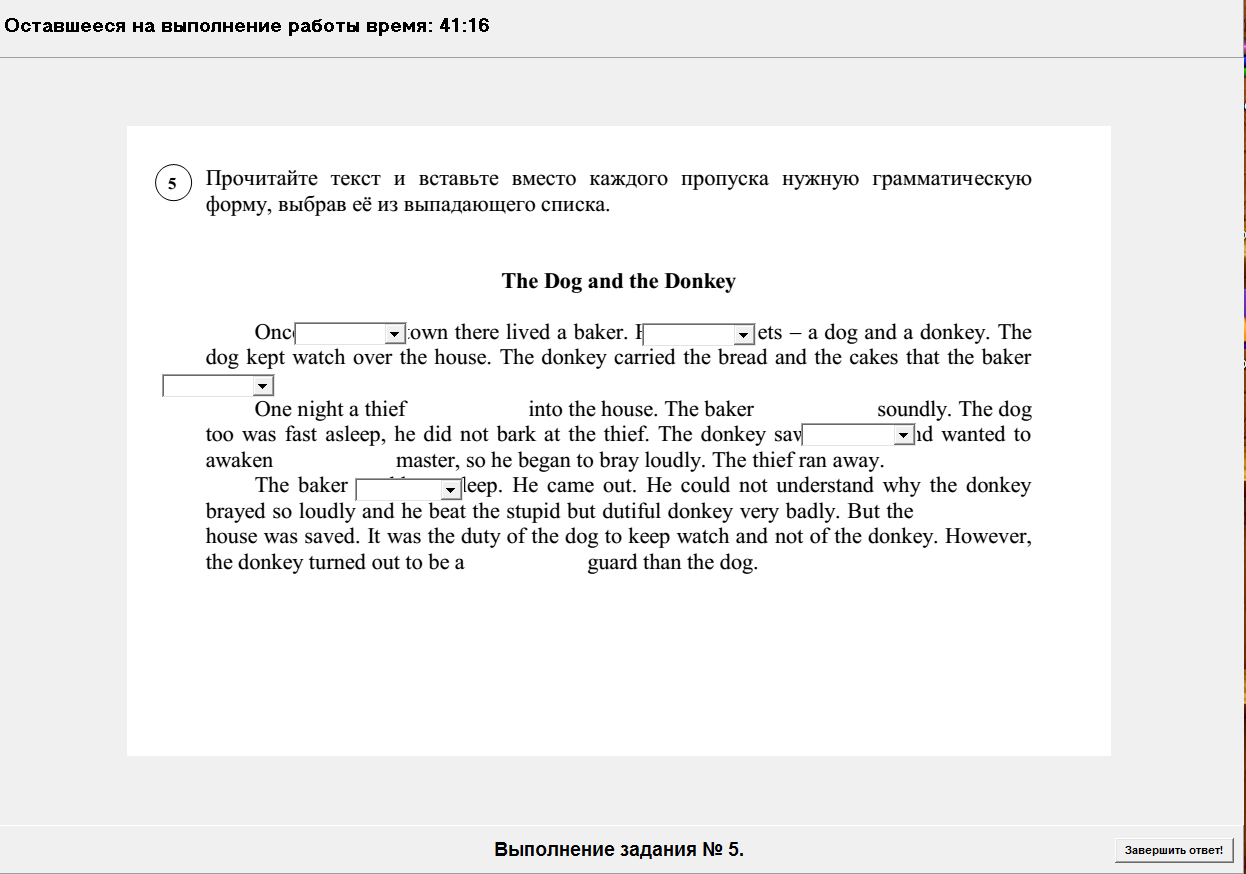 Оставшееся на выполнение работы время: 41:16
5 Прочитайте текст и вставьте вместо каждого пропуска нужную грамматическую
форму, выбрав её из выпадающего списка.
The Dog and the Donkey
there lived a baker. – a dog and a donkey. The
dog kept watch over the house. The donkey carried the bread and the cakes that the baker
One night a thief into the house. The baker soundly. The dog
too was fast asleep, he did not bark at the thief. The donkey wanted to
awaken master, so he began to bray loudly. The thief ran away.
The baker He came out. He could not understand why the donkey
brayed so loudly and he beat the stupid but dutiful donkey very badly. But the
house was saved. It was the duty of the dog to keep watch and not of the donkey. However,
the donkey turned out to be a guard than the dog.
Выполнение задания № 5.
Завершить ответ!